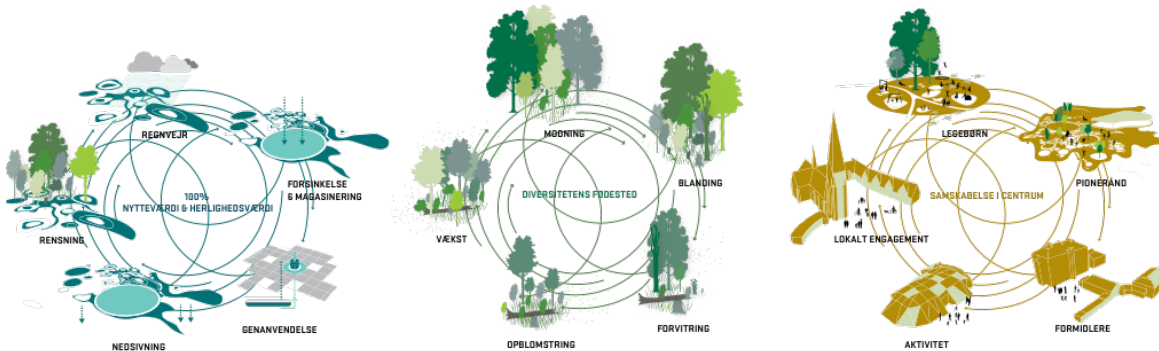 REGNVEJR
FORSINKELSE
& MAGASINERING
100%
NYTTEVÆRDI & HERLIGHEDSVÆRDI
RENSNING
GENANVENDELSE
NEDSIVNING
MODNING
BLANDING
DIVERSITETENS FØDESTED
VÆKST
FORVITRING
OPBLOMSTRING
LEGEBØRN
PIONERÅND
SAMSKABELSE I CENTRUM
LOKALT ENGAGEMENT
FORMIDLERE
AKTIVITET